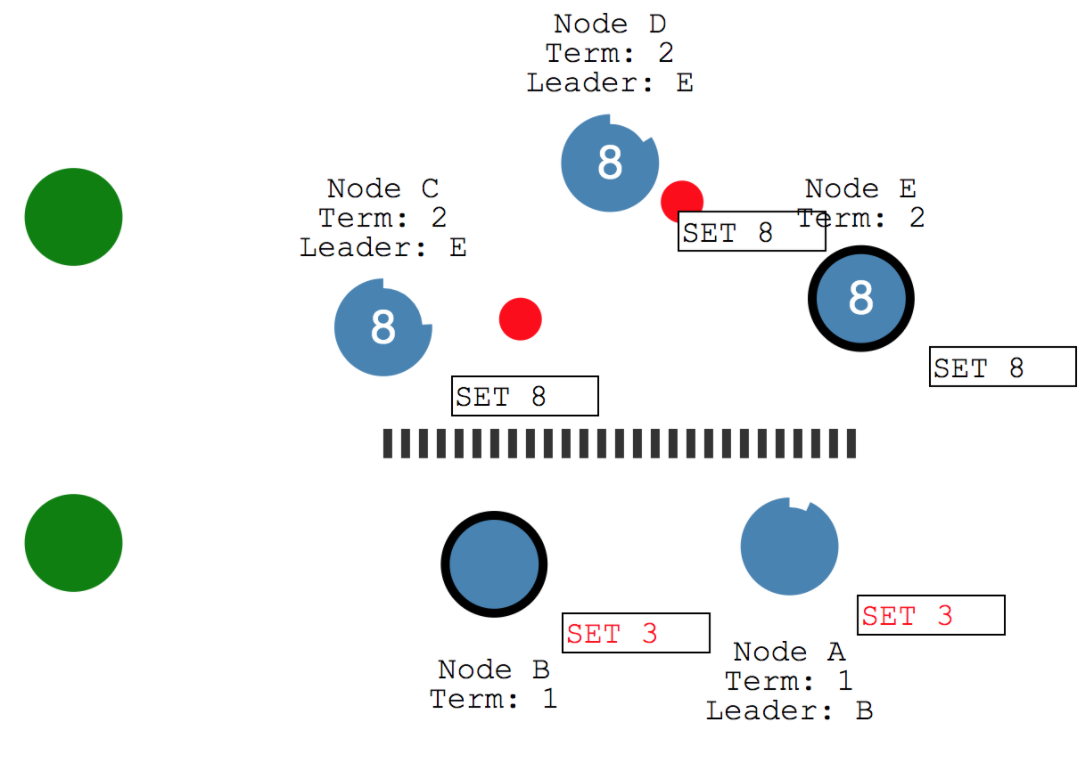 Node D
Term: 2
Leader: E
8
Node C
Term: 2
Leader: E
8
Node E
Term: 2
8
SET 8
SET 8
SET 8
SET 3
Node B
Term: 1
SET 3
Node A
Term: 1
Leader: B